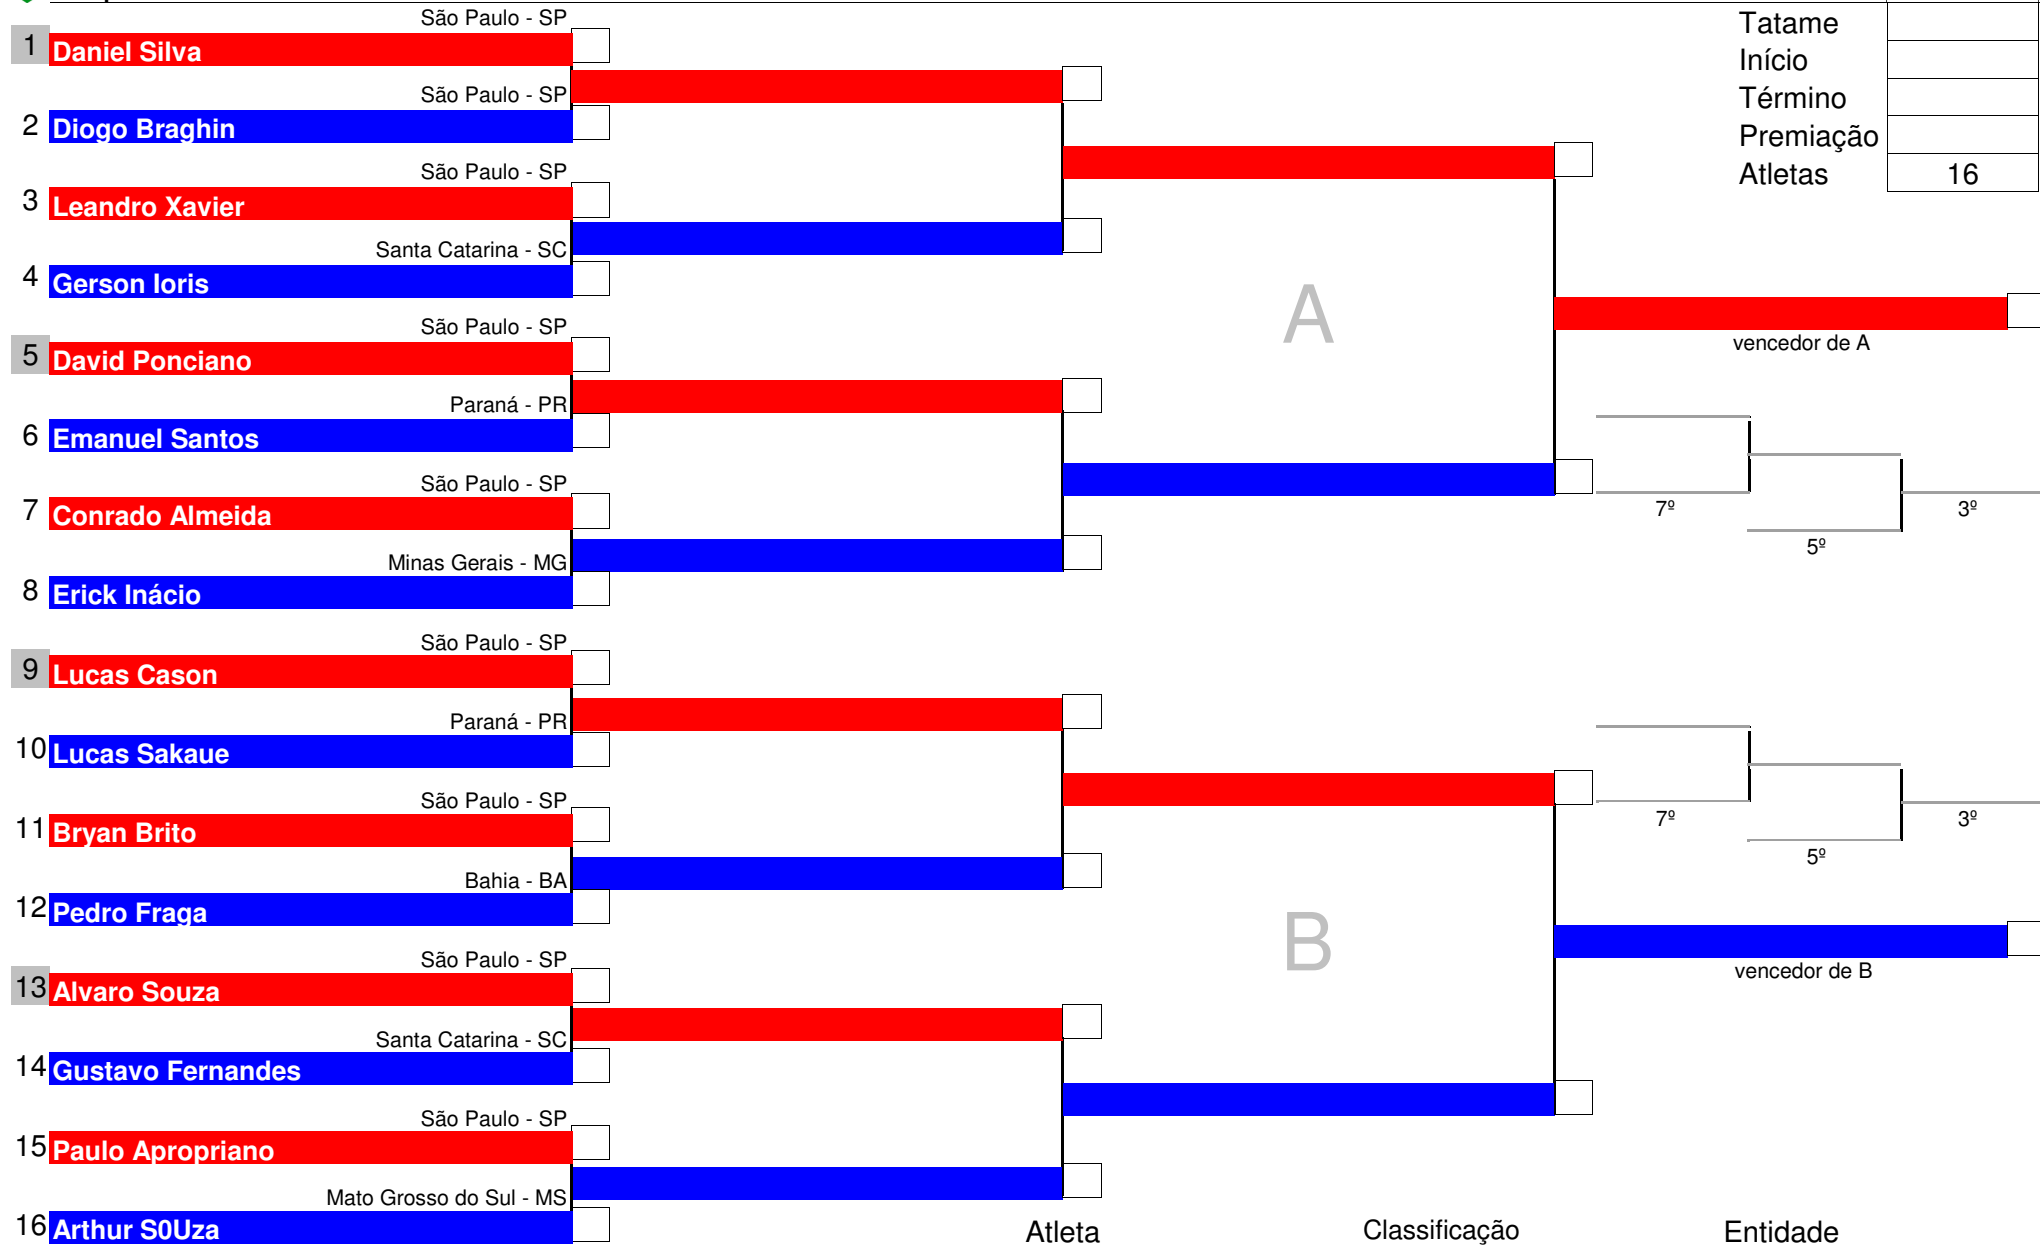 São Paulo - SP
1 Daniel Silva
São Paulo - SP
2 Diogo Braghin
São Paulo - SP
3 Leandro Xavier
Santa Catarina - SC
4 Gerson Ioris
São Paulo - SP
5 David Ponciano
Paraná - PR
6 Emanuel Santos
São Paulo - SP
7 Conrado Almeida
Minas Gerais - MG
8 Erick Inácio
São Paulo - SP
9 Lucas Cason
Paraná - PR
10 Lucas Sakaue
São Paulo - SP
11 Bryan Brito
Bahia - BA
12 Pedro Fraga
São Paulo - SP
13 Alvaro Souza
Santa Catarina - SC
14 Gustavo Fernandes
São Paulo - SP
15 Paulo Apropriano
Mato Grosso do Sul - MS
16 Arthur S0Uza
A
B
Tatame
Início
Término
Premiação
Atletas 16
vencedor de A
7º
5º
3º
7º
5º
3º
vencedor de B
Atleta Classificação Entidade